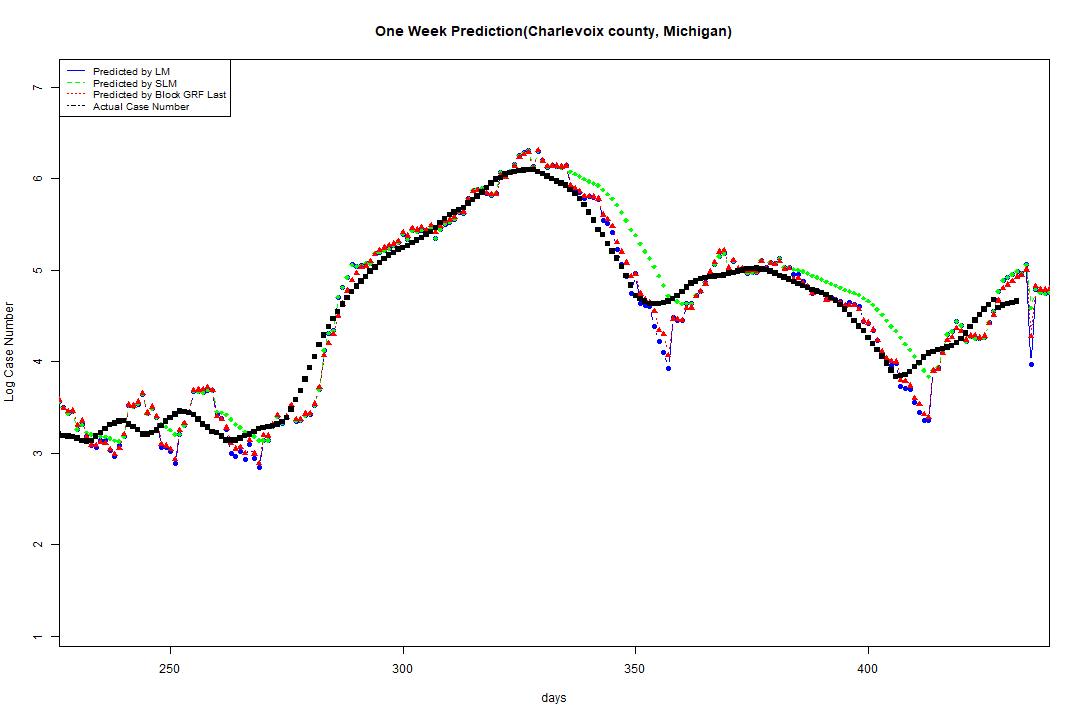 One Week Prediction(Charlevoix county, Michigan)
Predicted by LM
Predicted by SLM
Predicted by Block GRF Last
Actual Case Number
Log Case Number
7
6
5
4
3
2
1
250 300 350 400
days